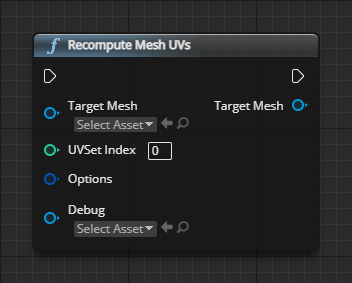 f Recompute Mesh UVs
Target Mesh Target Mesh
Select Asset
UVSet Index 0
Options
Debug
Select Asset